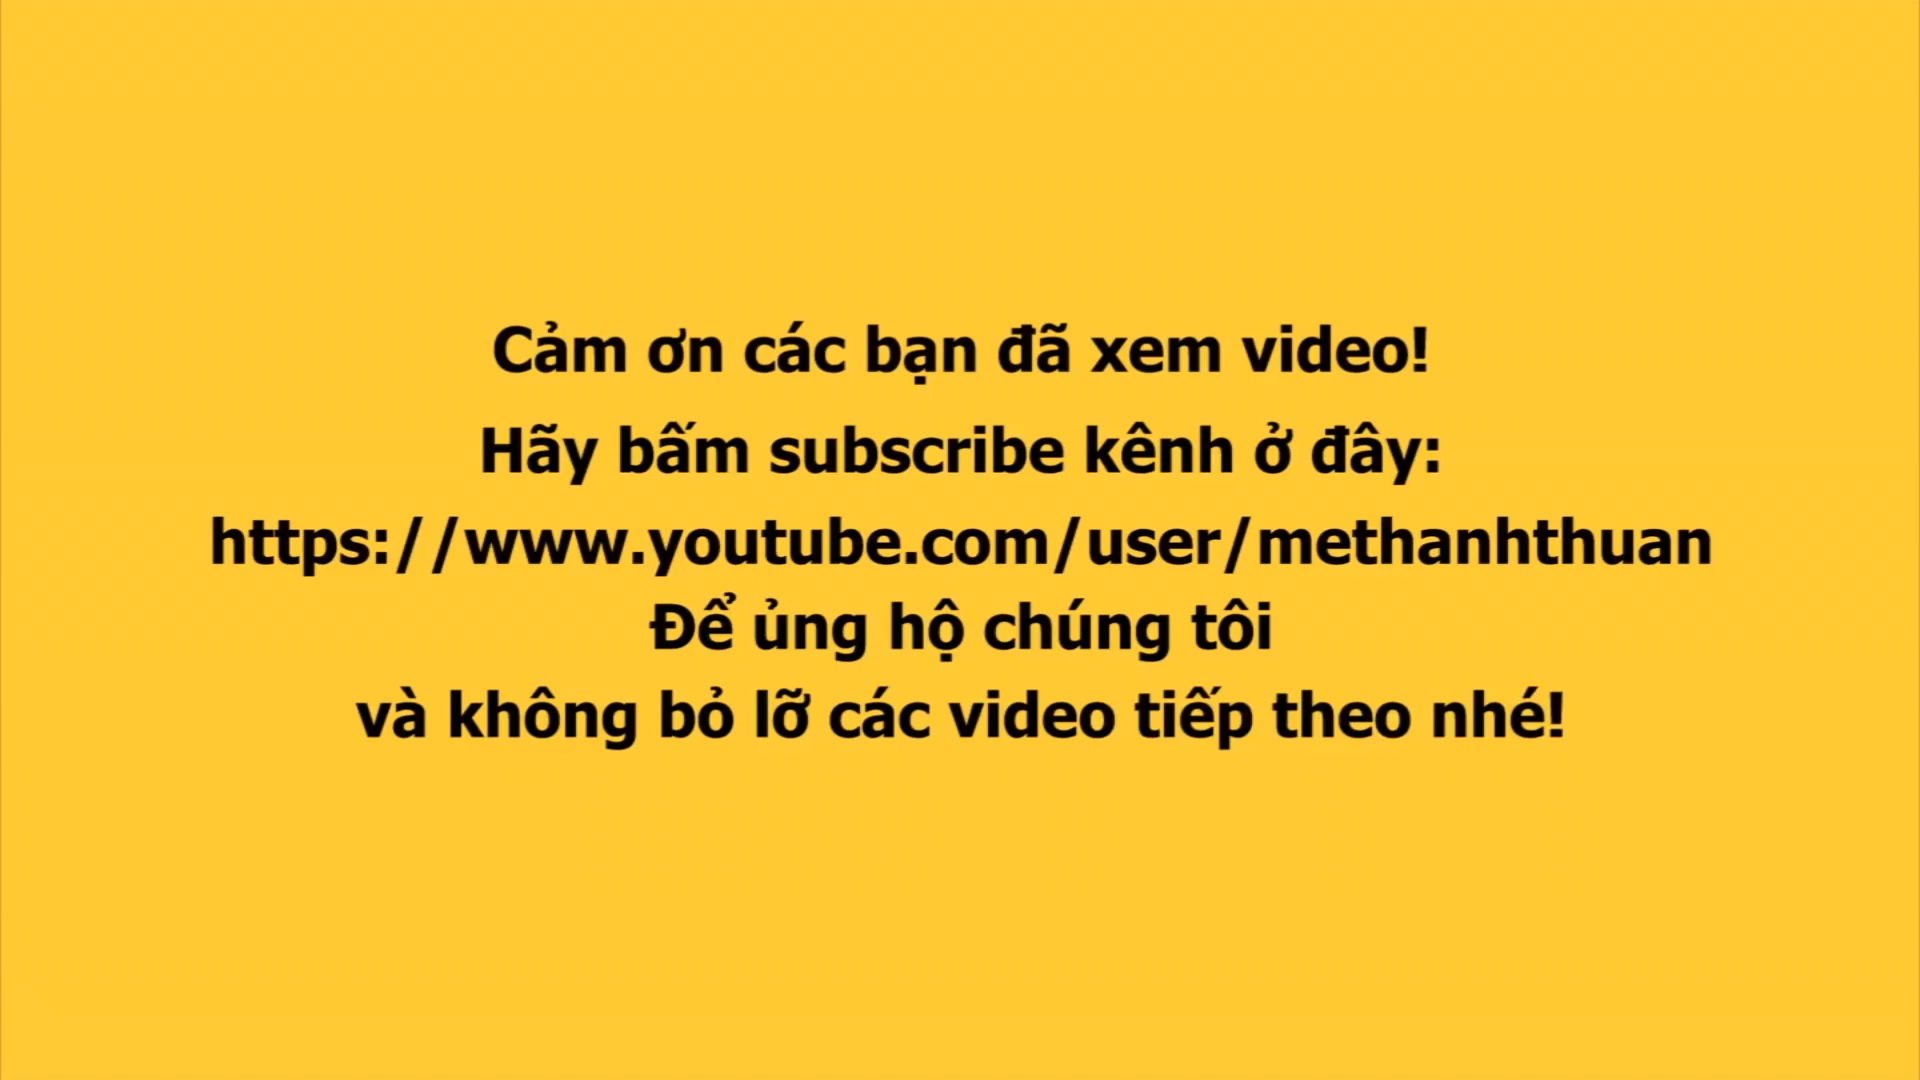 Cảm ơn các bạn đã xem video!
Hãy bấm subscribe kênh ở đây:
https://www.youtube.com/user/methanhthuan
Để ủng hộ chúng tôi
và không bỏ lỡ các video tiếp theo nhé!